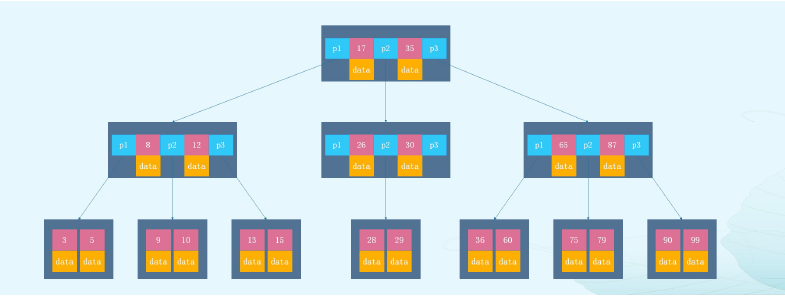 p1 17 p2 35 p3
data data
p1 8 p2 12 p3
data data
p1 26 p2 30 p3
data data
p1 65 p2 87 p3
data data
3 5
data data
9 10
data data
13 15
data data
28 29
data data
36 60
data data
75 79
data data
90 99
data data